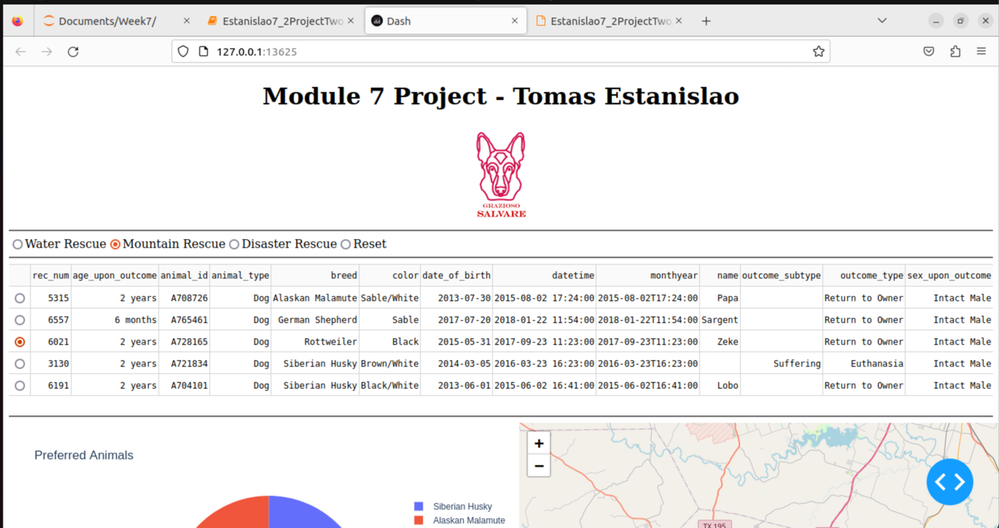 Documents/Week7/ Estanislao7_2ProjectTwo Dash Estanislao7_2ProjectTwo
127.0.0.1:13625
Module 7 Project - Tomas Estanislao
GRAZIOSO
SALVARE
Water Rescue Mountain Rescue Disaster Rescue Reset
rec_num age_upon_outcome animal_id animal_type breed color date_of_birth datetime monthyear name outcome_subtype outcome_type sex_upon_outcome
5315 2 years A708726 Dog Alaskan Malamute Sable/White 2013-07-30 2015-08-02 17:24:00 2015-08-02T17:24:00 Papa Return to Owner Intact Male
6557 6 months A765461 Dog German Shepherd Sable 2017-07-20 2018-01-22 11:54:00 2018-01-22T11:54:00 Sargent Return to Owner Intact Male
6021 2 years A728165 Dog Rottweiler Black 2015-05-31 2017-09-23 11:23:00 2017-09-23T11:23:00 Zeke Return to Owner Intact Male
3130 2 years A721834 Dog Siberian Husky Brown/White 2014-03-05 2016-03-23 16:23:00 2016-03-23T16:23:00 Suffering Euthanasia Intact Male
6191 2 years A704101 Dog Siberian Husky Black/White 2013-06-01 2015-06-02 16:41:00 2015-06-02T16:41:00 Lobo Return to Owner Intact Male
Preferred Animals
+
−
Siberian Husky
Alaskan Malamute
TX 195